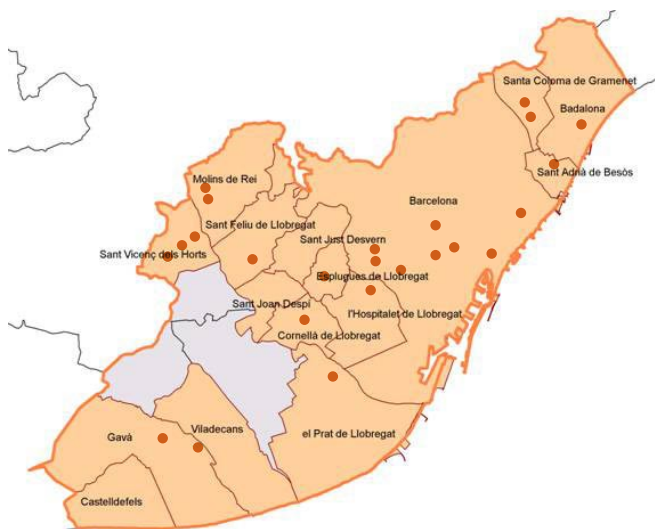 Santa Coloma de Gramenet
Badalona
Sant Adrià de Besòs
Molins de Rei
Barcelona
Sant Feliu de Llobregat
Sant Just Desvern
Sant Vicenç dels Horts
Esplugues de Llobregat
Sant Joan Despí
l'Hospitalet de Llobregat
Cornellà de Llobregat
Viladecans
el Prat de Llobregat
Gavà
Castelldefels